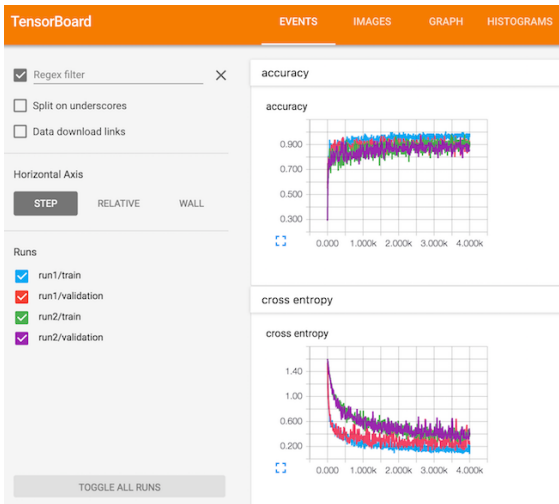 TensorBoard
EVENTS
IMAGES
GRAPH
HISTOGRAMS
Regex filter
Split on underscores
Data download links
Horizontal Axis
STEP
RELATIVE
WALL
Runs
run1/train
run1/validation
run2/train
run2/validation
TOGGLE ALL RUNS
accuracy
accuracy
0.900
0.700
0.500
0.300
0.000 1.000k 2.000k 3.000k 4.000k
cross entropy
cross entropy
1.40
1.00
0.600
0.200
0.000 1.000k 2.000k 3.000k 4.000k